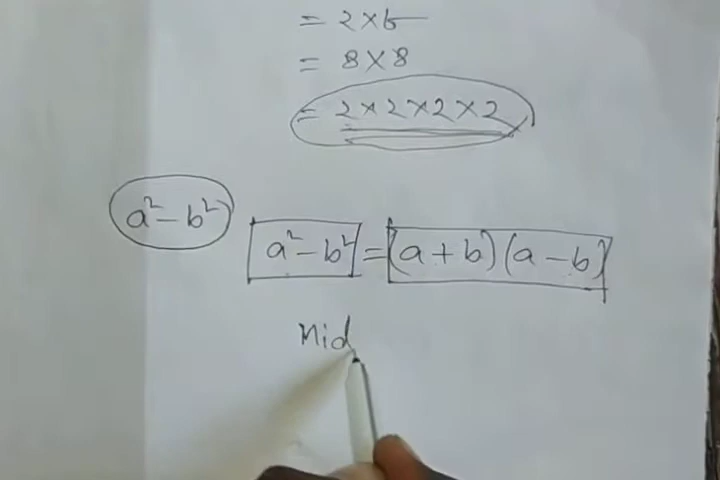 = 2×6
= 8×8
= 2×2×2×2
a²-b²
a²-b² = (a+b)(a-b)
Mid